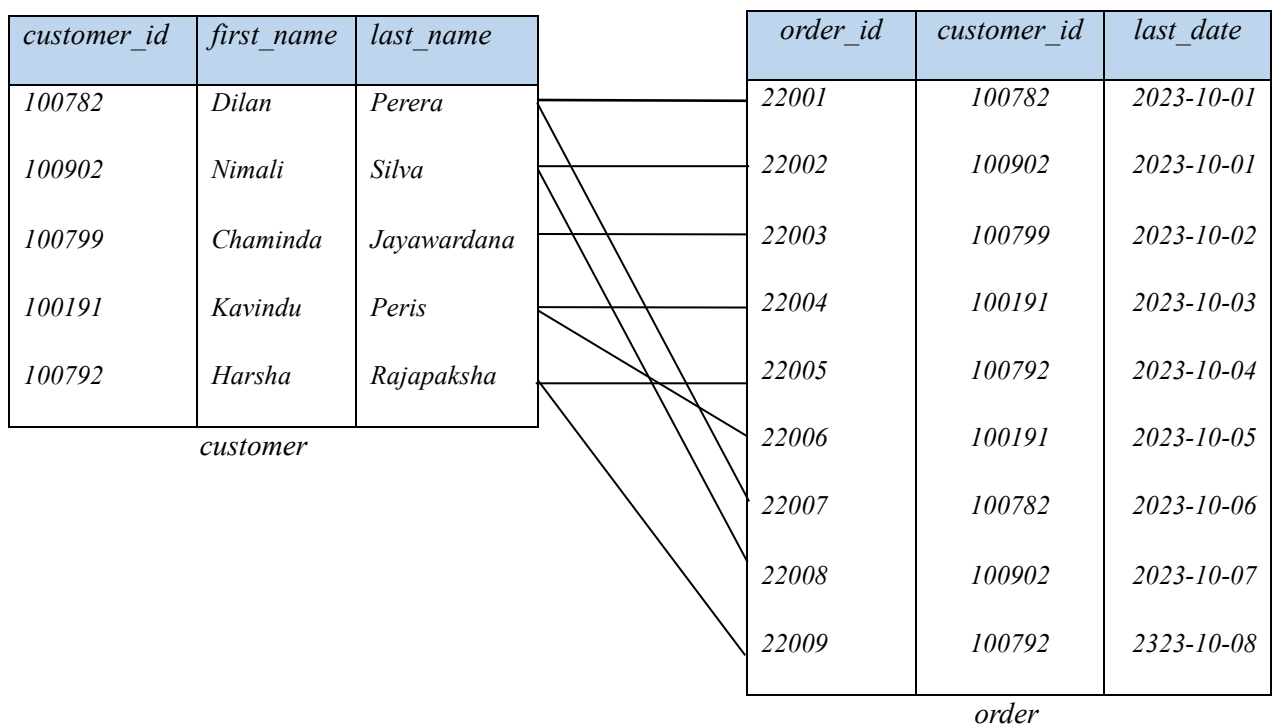 customer_id first_name last_name
100782 Dilan Perera
100902 Nimali Silva
100799 Chaminda Jayawardana
100191 Kavindu Peris
100792 Harsha Rajapaksha
customer
order_id customer_id last_date
22001 100782 2023-10-01
22002 100902 2023-10-01
22003 100799 2023-10-02
22004 100191 2023-10-03
22005 100792 2023-10-04
22006 100191 2023-10-05
22007 100782 2023-10-06
22008 100902 2023-10-07
22009 100792 2323-10-08
order